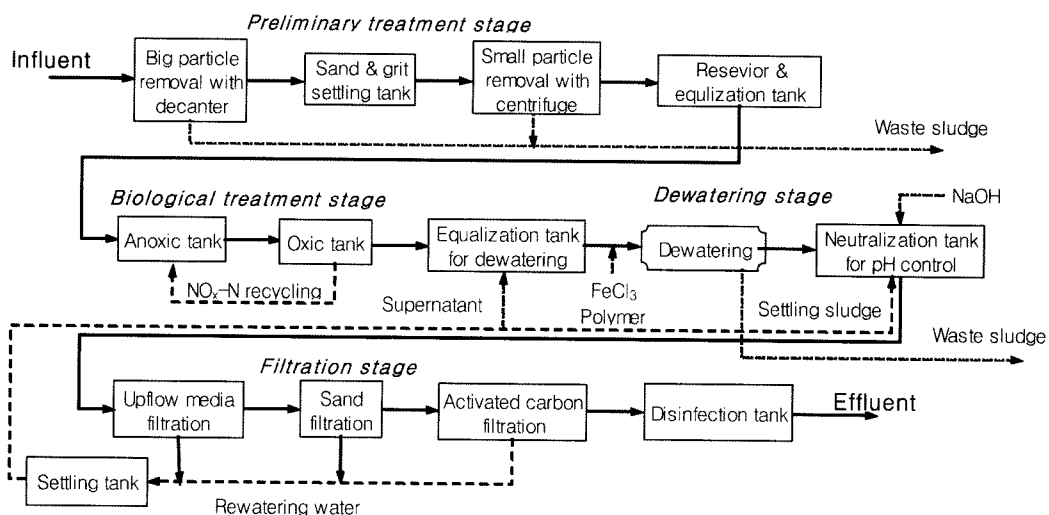 Preliminary treatment stage
Influent
Big particle
removal with
decanter
Sand & grit
settling tank
Small particle
removal with
centrifuge
Resevior &
equlization tank
Waste sludge
Biological treatment stage
Dewatering stage
NaOH
Anoxic tank
Oxic tank
Equalization tank
for dewatering
Dewatering
Neutralization tank
for pH control
NOx-N recycling
Supernatant
FeCl3
Polymer
Settling sludge
Waste sludge
Filtration stage
Upflow media
filtration
Sand
filtration
Activated carbon
filtration
Disinfection tank
Effluent
Settling tank
Rewatering water